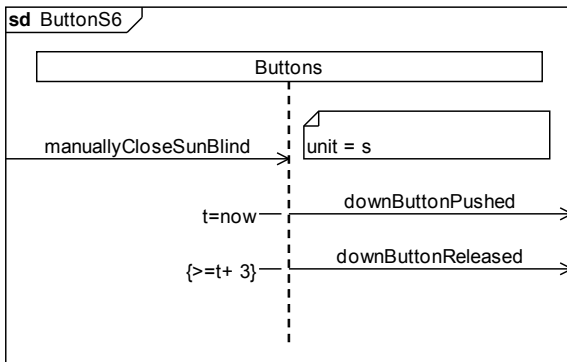 sd ButtonS6
Buttons
manuallyCloseSunBlind
unit = s
t=now
downButtonPushed
{>=t+ 3}
downButtonReleased